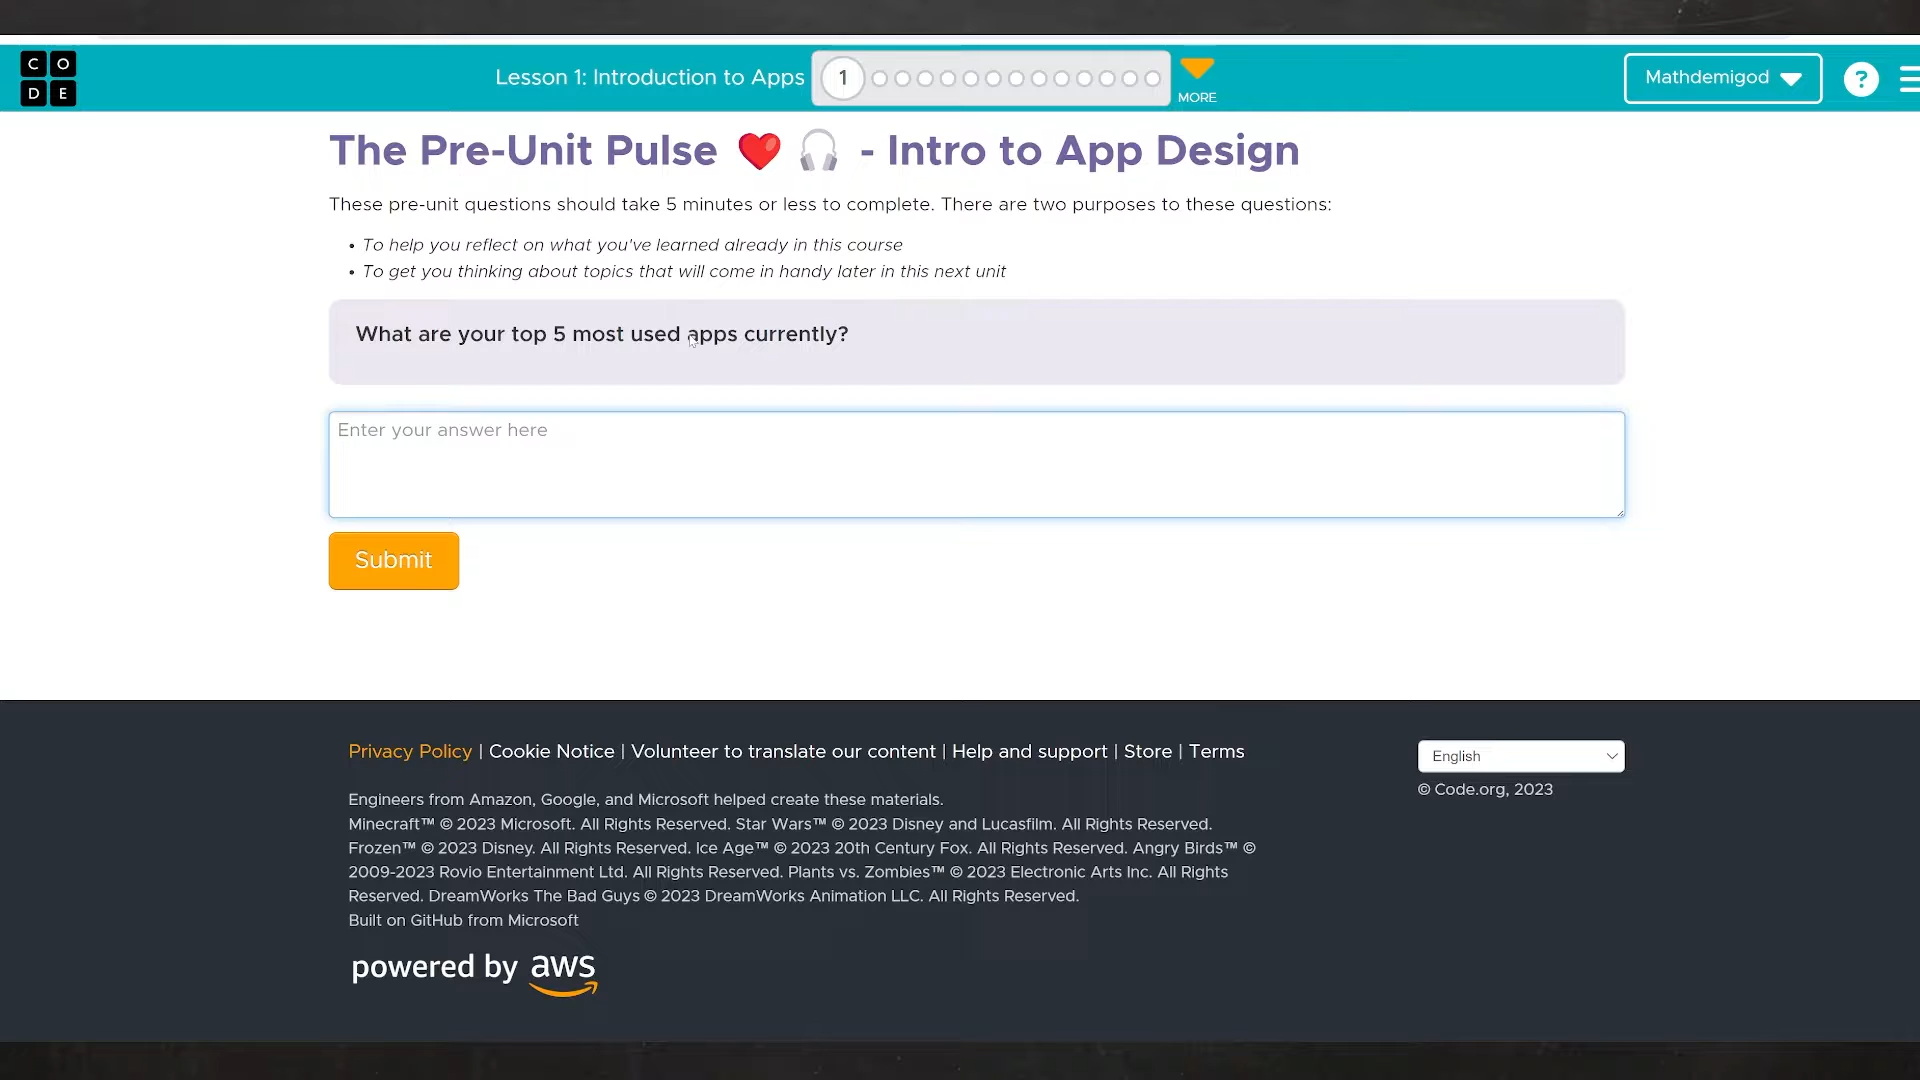 C O
D E
Lesson 1: Introduction to Apps
1
MORE
Mathdemigod
?
The Pre-Unit Pulse ❤️ 🎧 - Intro to App Design
These pre-unit questions should take 5 minutes or less to complete. There are two purposes to these questions:
• To help you reflect on what you've learned already in this course
• To get you thinking about topics that will come in handy later in this next unit
What are your top 5 most used apps currently?
Enter your answer here
Submit
Privacy Policy | Cookie Notice | Volunteer to translate our content | Help and support | Store | Terms
English
© Code.org, 2023
Engineers from Amazon, Google, and Microsoft helped create these materials.
Minecraft™ © 2023 Microsoft. All Rights Reserved. Star Wars™ © 2023 Disney and Lucasfilm. All Rights Reserved.
Frozen™ © 2023 Disney. All Rights Reserved. Ice Age™ © 2023 20th Century Fox. All Rights Reserved. Angry Birds™ ©
2009-2023 Rovio Entertainment Ltd. All Rights Reserved. Plants vs. Zombies™ © 2023 Electronic Arts Inc. All Rights
Reserved. DreamWorks The Bad Guys © 2023 DreamWorks Animation LLC. All Rights Reserved.
Built on GitHub from Microsoft
powered by aws